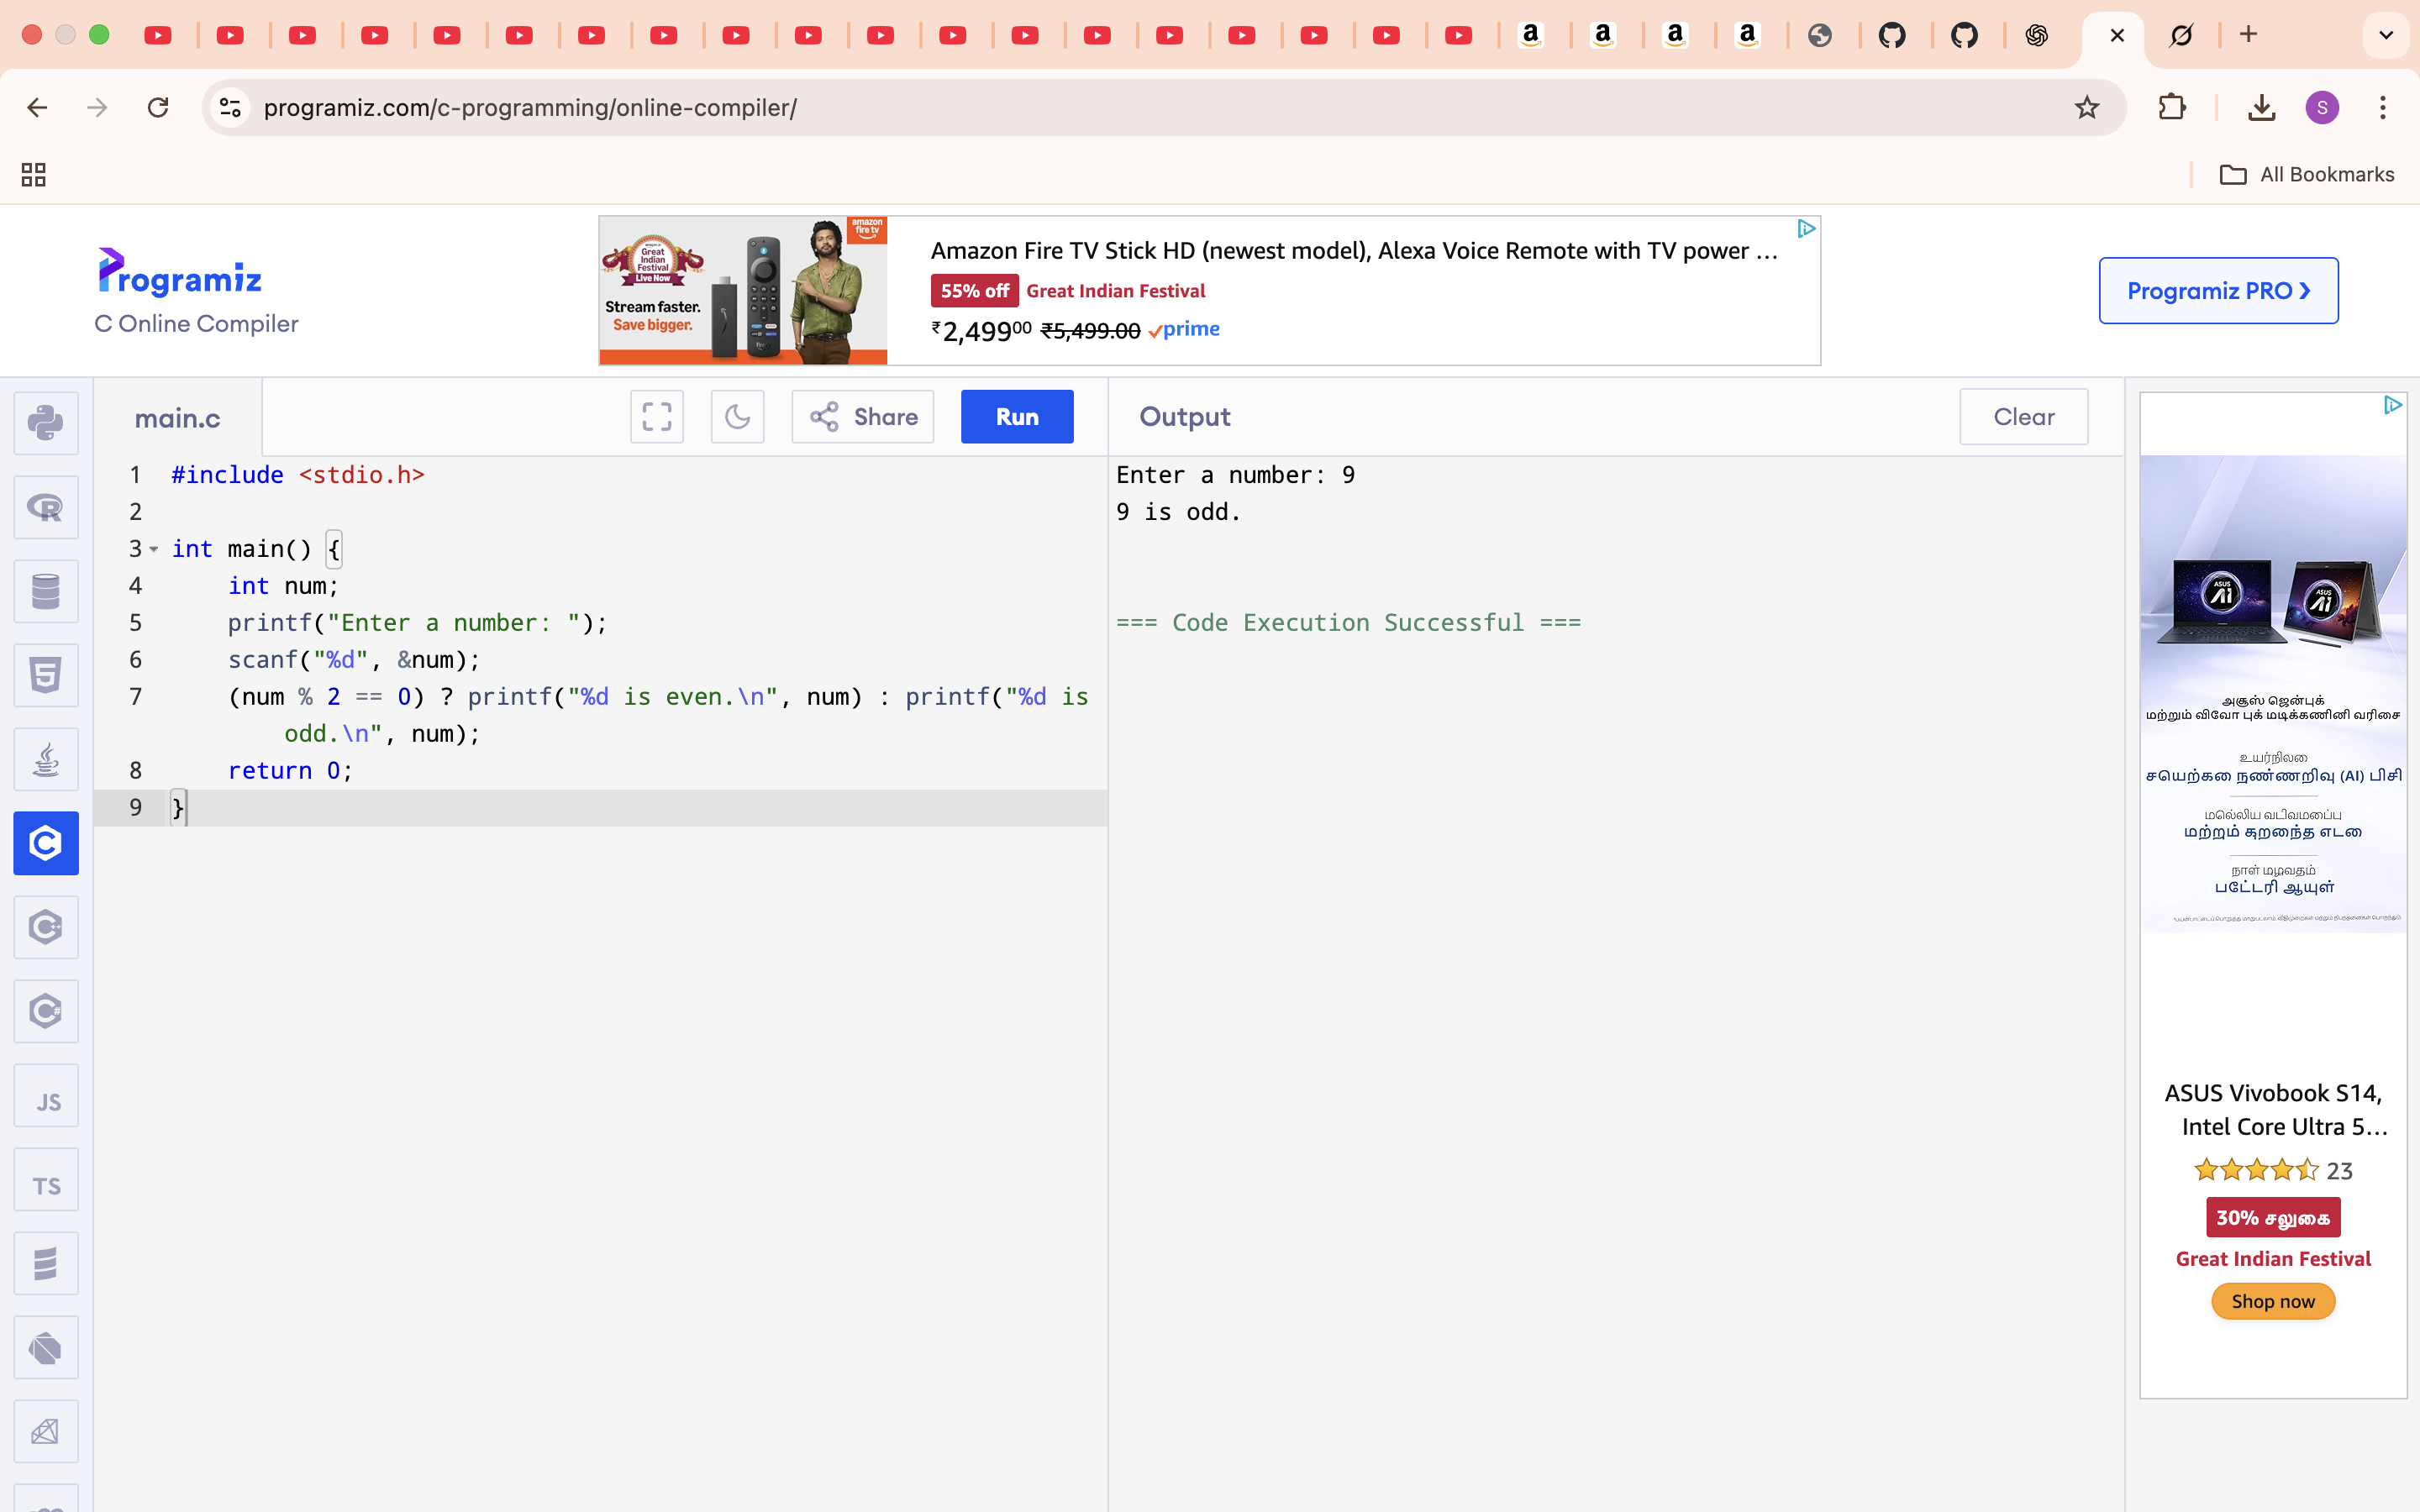 programiz.com/c-programming/online-compiler/
S
All Bookmarks
Programiz
C Online Compiler
amazon
Great Indian
Festival
Live Now
Stream faster.
Save bigger.
amazon
fire tv
Amazon Fire TV Stick HD (newest model), Alexa Voice Remote with TV power ...
55% off Great Indian Festival
₹2,49900 ₹5,499.00 prime
Programiz PRO ❯
main.c
Share
Run
Output
Clear
1 #include <stdio.h>
2
3 int main() {
4 int num;
5 printf("Enter a number: ");
6 scanf("%d", &num);
7 (num % 2 == 0) ? printf("%d is even.\n", num) : printf("%d is
odd.\n", num);
8 return 0;
9 }
Enter a number: 9
9 is odd.
=== Code Execution Successful ===
JS
TS
ASUS
Ai
ASUS
Ai
அசூஸ் ஜென்புக்
மற்றும் விவோ புக் மடிக்கணினி வரிசை
உயர்நிலை
செயற்கை நுண்ணறிவு (AI) பிசி
மெல்லிய வடிவமைப்பு
மற்றும் குறைந்த எடை
நாள் முழுவதும்
பேட்டரி ஆயுள்
ASUS Vivobook S14,
Intel Core Ultra 5...
23
30% சலுகை
Great Indian Festival
Shop now